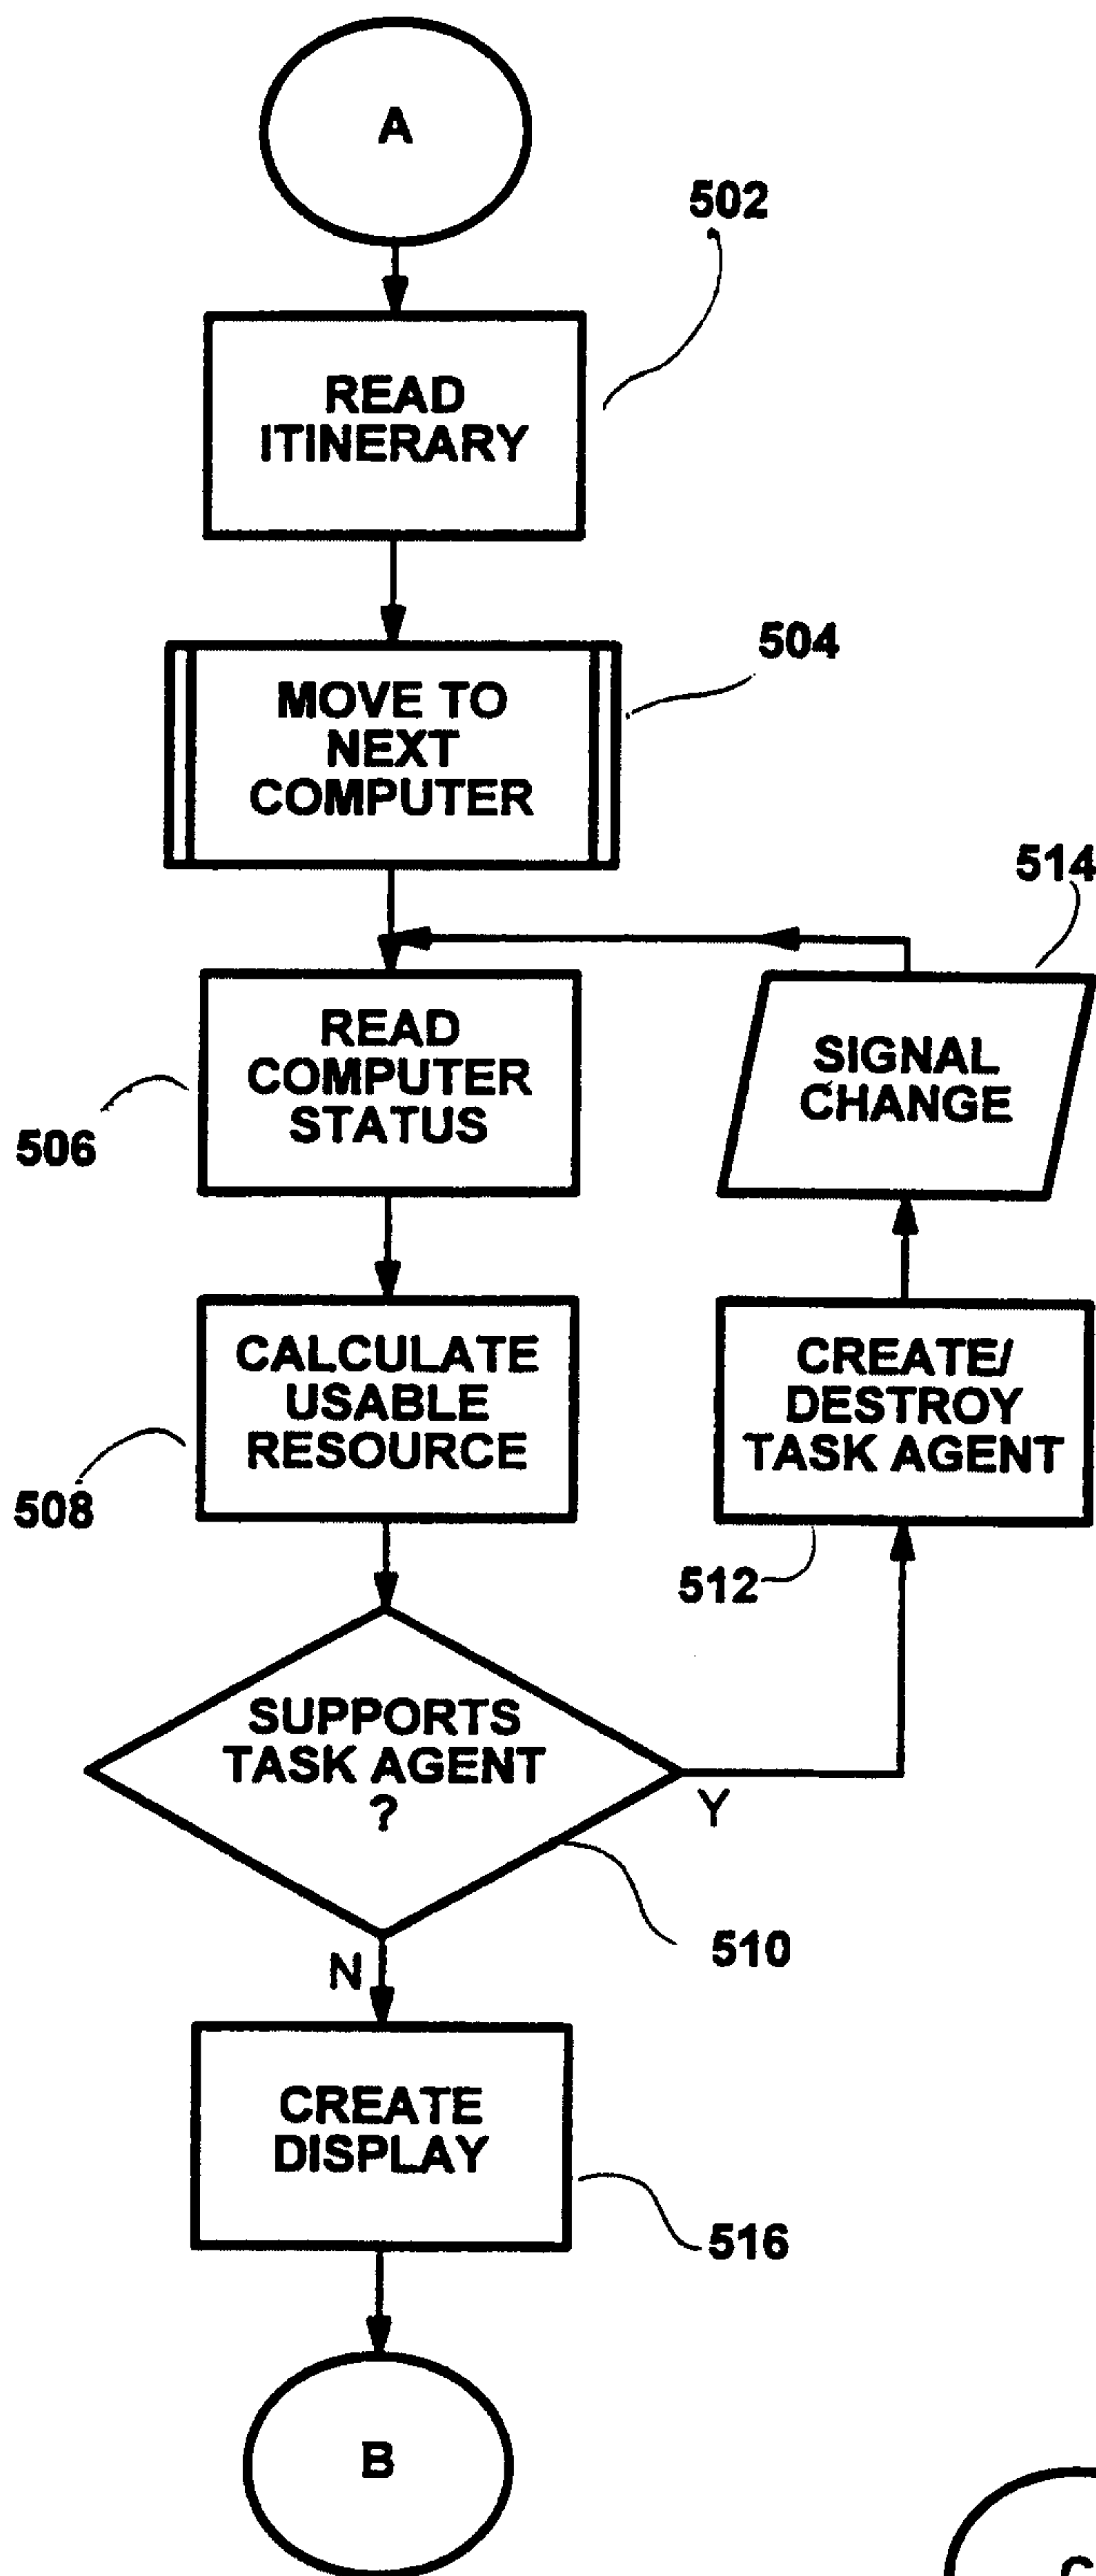 A
502
READ
ITINERARY
504
MOVE TO
NEXT
COMPUTER
514
READ
COMPUTER
STATUS
506
SIGNAL
CHANGE
CALCULATE
USABLE
RESOURCE
508
CREATE/
DESTROY
TASK AGENT
512
SUPPORTS
TASK AGENT
?
Y
510
N
CREATE
DISPLAY
516
B